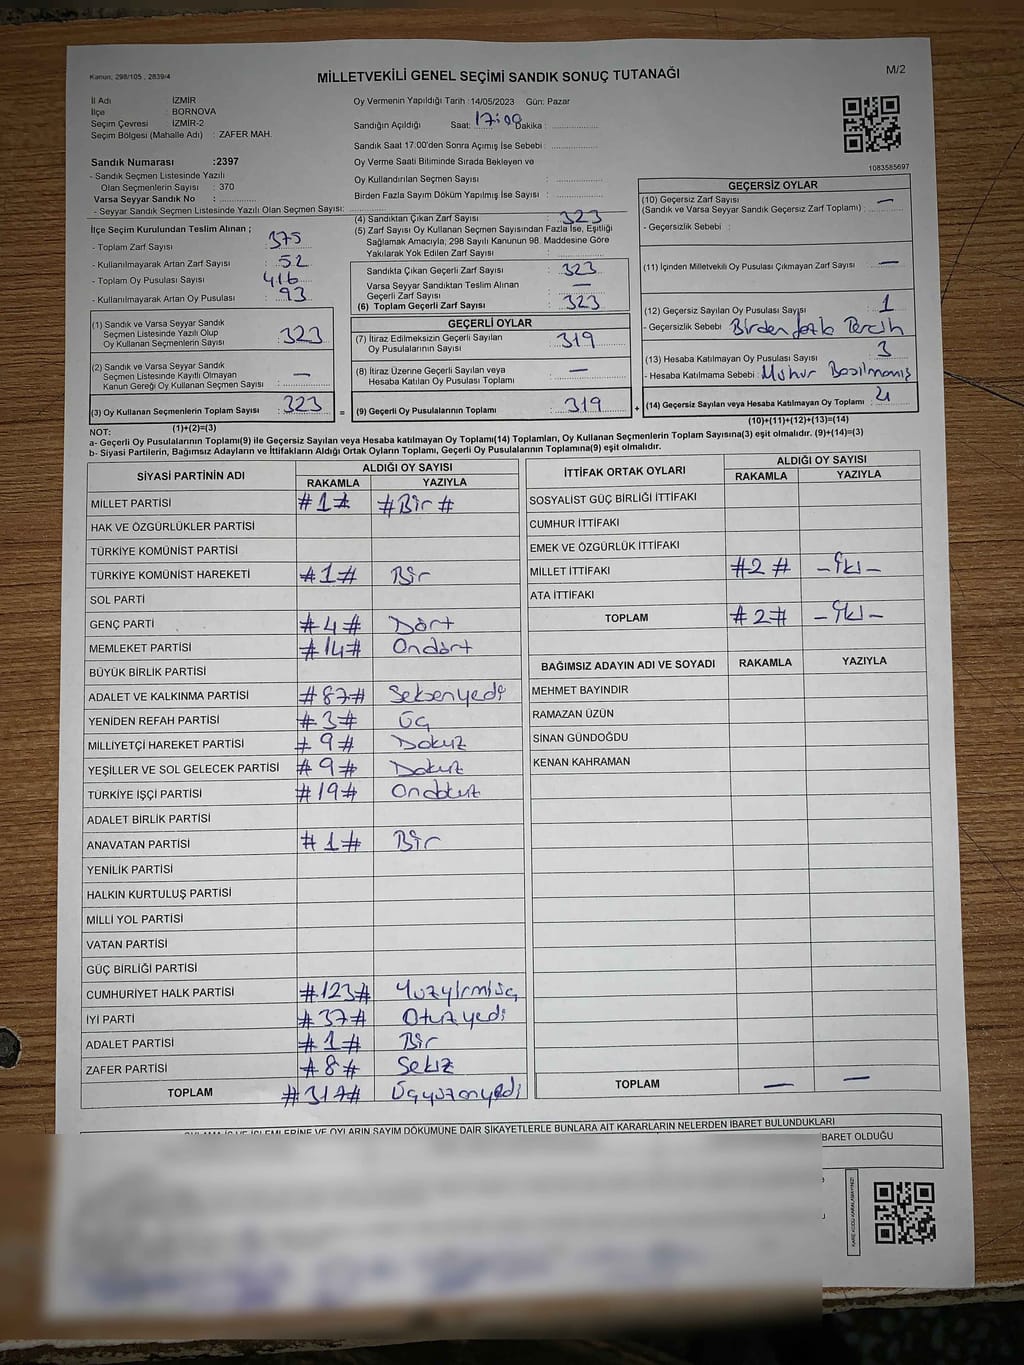 Kanun, 298/105 , 2839/4
MİLLETVEKİLİ GENEL SEÇİMİ SANDIK SONUÇ TUTANAĞI
M/2
İl Adı : İZMİR
İlçe : BORNOVA
Seçim Çevresi : İZMİR-2
Seçim Bölgesi (Mahalle Adı) : ZAFER MAH.
Sandık Numarası :2397
- Sandık Seçmen Listesinde Yazılı
Olan Seçmenlerin Sayısı : 370
Varsa Seyyar Sandık No :
- Seyyar Sandık Seçmen Listesinde Yazılı Olan Seçmen Sayısı:
Oy Vermenin Yapıldığı Tarih :14/05/2023 Gün: Pazar
Sandığın Açıldığı Saat: 17:00 Dakika :
Sandık Saat 17.00'den Sonra Açımış İse Sebebi :
Oy Verme Saati Bitiminde Sırada Bekleyen ve
Oy Kullandırılan Seçmen Sayısı :
Birden Fazla Sayım Döküm Yapılmış İse Sayısı :
1083585697
İlçe Seçim Kurulundan Teslim Alınan ;
- Toplam Zarf Sayısı : 375
- Kullanılmayarak Artan Zarf Sayısı : 52
- Toplam Oy Pusulası Sayısı : 416
- Kullanılmayarak Artan Oy Pusulası : 93
(1) Sandık ve Varsa Seyyar Sandık
Seçmen Listesinde Yazılı Olup
Oy Kullanan Seçmenlerin Sayısı : 323
(2) Sandık ve Varsa Seyyar Sandık
Seçmen Listesinde Kayıtlı Olmayan
Kanun Gereği Oy Kullanan Seçmen Sayısı : —
(3) Oy Kullanan Seçmenlerin Toplam Sayısı : 323 =
(1)+(2)=(3)
(4) Sandıktan Çıkan Zarf Sayısı : 323
(5) Zarf Sayısı Oy Kullanan Seçmen Sayısından Fazla İse, Eşitliği
Sağlamak Amacıyla; 298 Sayılı Kanunun 98. Maddesine Göre
Yakılarak Yok Edilen Zarf Sayısı :
Sandıkta Çıkan Geçerli Zarf Sayısı : 323
Varsa Seyyar Sandıktan Teslim Alınan
Geçerli Zarf Sayısı : —
(6) Toplam Geçerli Zarf Sayısı : 323
GEÇERLİ OYLAR
(7) İtiraz Edilmeksizin Geçerli Sayılan
Oy Pusulalarının Sayısı : 319
(8) İtiraz Üzerine Geçerli Sayılan veya
Hesaba Katılan Oy Pusulası Toplamı : —
(9) Geçerli Oy Pusulalarının Toplamı : 319 +
GEÇERSİZ OYLAR
(10) Geçersiz Zarf Sayısı : —
(Sandık ve Varsa Seyyar Sandık Geçersiz Zarf Toplamı)
- Geçersizlik Sebebi :
(11) İçinden Milletvekili Oy Pusulası Çıkmayan Zarf Sayısı : —
(12) Geçersiz Sayılan Oy Pusulası Sayısı : 1
- Geçersizlik Sebebi : Birden fazla Tercih
(13) Hesaba Katılmayan Oy Pusulası Sayısı : 3
- Hesaba Katılmama Sebebi : Muhur Basilmamış
(14) Geçersiz Sayılan veya Hesaba Katılmayan Oy Toplamı : 4
(10)+(11)+(12)+(13)=(14)
NOT:
a- Geçerli Oy Pusulalarının Toplamı(9) ile Geçersiz Sayılan veya Hesaba katılmayan Oy Toplamı(14) Toplamları, Oy Kullanan Seçmenlerin Toplam Sayısına(3) eşit olmalıdır. (9)+(14)=(3)
b- Siyasi Partilerin, Bağımsız Adayların ve İttifakların Aldığı Ortak Oyların Toplamı, Geçerli Oy Pusulalarının Toplamına(9) eşit olmalıdır.
SİYASİ PARTİNİN ADI ALDIĞI OY SAYISI
RAKAMLA YAZIYLA
MİLLET PARTİSİ #1# #Bir#
HAK VE ÖZGÜRLÜKLER PARTİSİ
TÜRKİYE KOMÜNİST PARTİSİ
TÜRKİYE KOMÜNİST HAREKETİ #1# Bir
SOL PARTİ
GENÇ PARTİ #4# Dört
MEMLEKET PARTİSİ #14# Ondört
BÜYÜK BİRLİK PARTİSİ
ADALET VE KALKINMA PARTİSİ #87# Seksenyedi
YENİDEN REFAH PARTİSİ #3# Üç
MİLLİYETÇİ HAREKET PARTİSİ #9# Dokuz
YEŞİLLER VE SOL GELECEK PARTİSİ #9# Dokuz
TÜRKİYE İŞÇİ PARTİSİ #19# Ondokuz
ADALET BİRLİK PARTİSİ
ANAVATAN PARTİSİ #1# Bir
YENİLİK PARTİSİ
HALKIN KURTULUŞ PARTİSİ
MİLLİ YOL PARTİSİ
VATAN PARTİSİ
GÜÇ BİRLİĞİ PARTİSİ
CUMHURİYET HALK PARTİSİ #123# Yuzyirmiüç
İYİ PARTİ #37# Otuzyedi
ADALET PARTİSİ #1# Bir
ZAFER PARTİSİ #8# Sekiz
TOPLAM #317# Üçyüzonyedi
İTTİFAK ORTAK OYLARI ALDIĞI OY SAYISI
RAKAMLA YAZIYLA
SOSYALİST GÜÇ BİRLİĞİ İTTİFAKI
CUMHUR İTTİFAKI
EMEK VE ÖZGÜRLÜK İTTİFAKI
MİLLET İTTİFAKI #2# -İki-
ATA İTTİFAKI
TOPLAM #2# -İki-
BAĞIMSIZ ADAYIN ADI VE SOYADI RAKAMLA YAZIYLA
MEHMET BAYINDIR
RAMAZAN ÜZÜN
SİNAN GÜNDOĞDU
KENAN KAHRAMAN
TOPLAM — —
İŞLEMLERİNE VE OYLARIN SAYIM DÖKÜMÜNE DAİR ŞİKAYETLERLE BUNLARA AİT KARARLARIN NELERDEN İBARET BULUNDUKLARI
BARET OLDUĞU